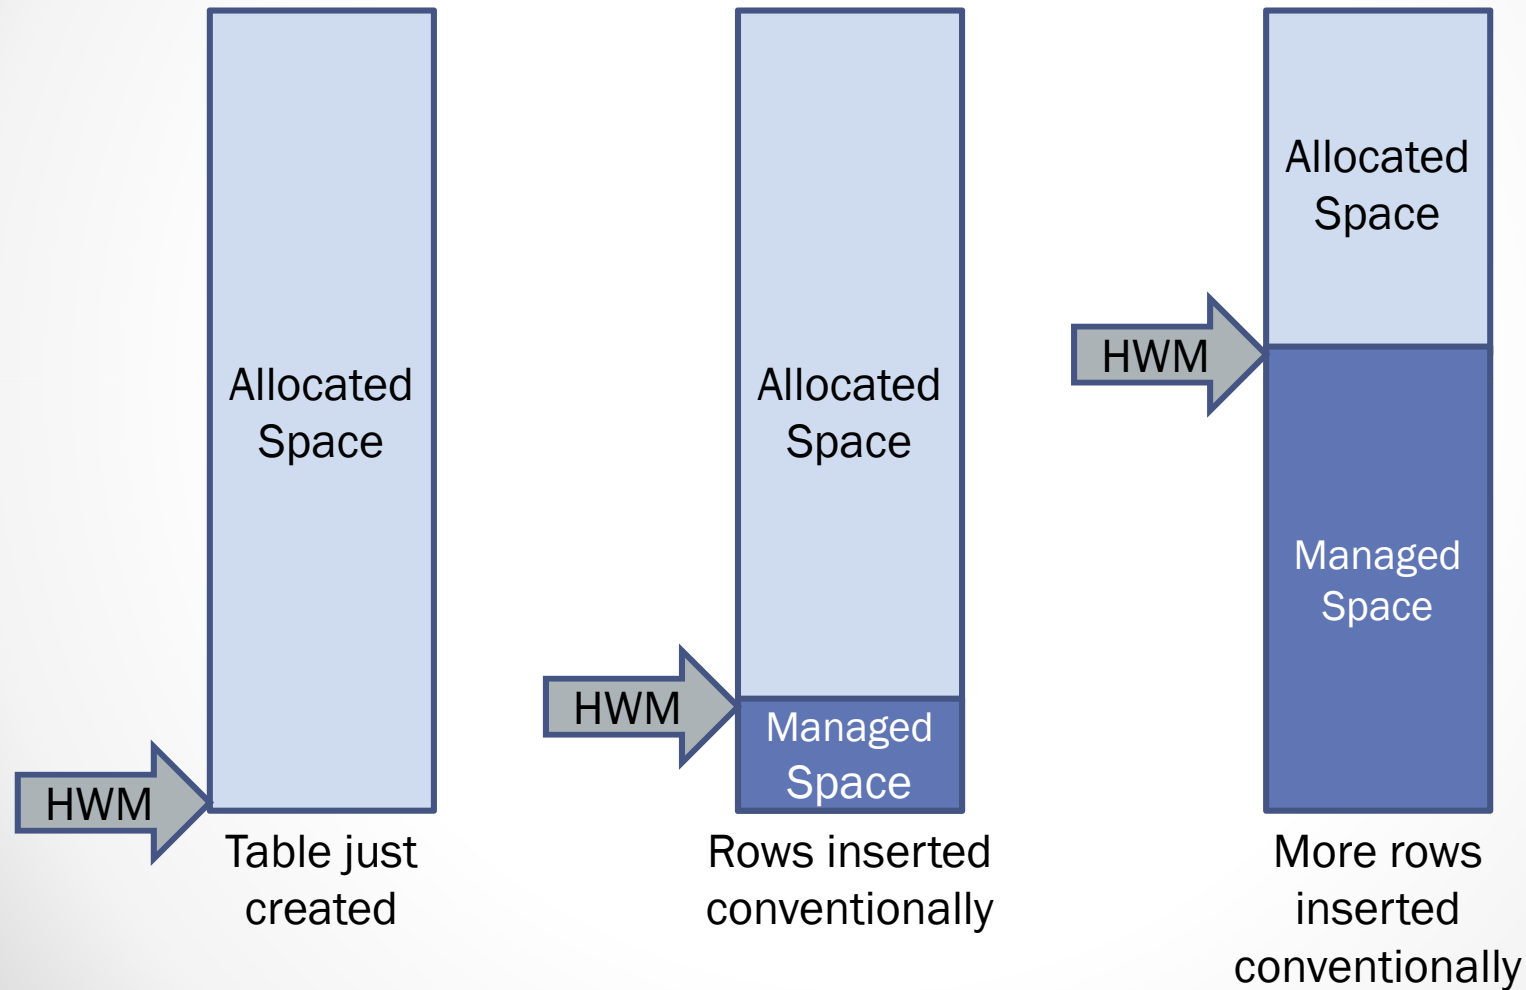 Allocated
Space
HWM
Table just
created
Allocated
Space
HWM
Managed
Space
Rows inserted
conventionally
Allocated
Space
HWM
Managed
Space
More rows
inserted
conventionally